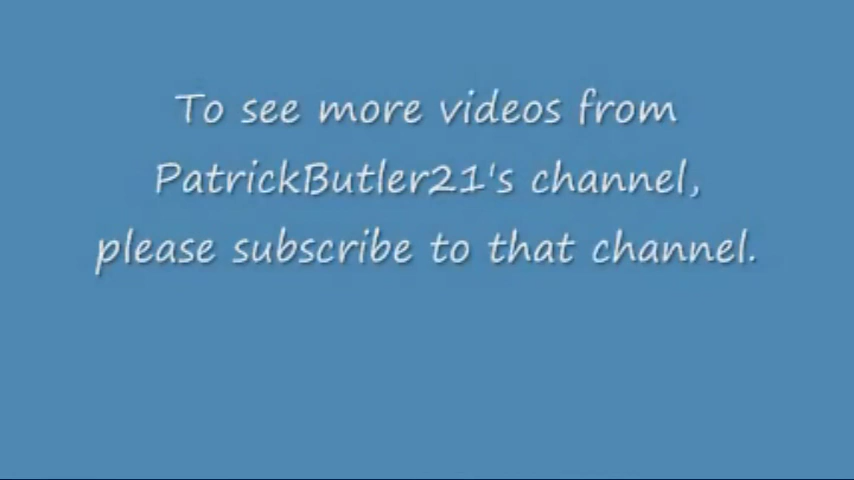 To see more videos from
PatrickButler21's channel,
please subscribe to that channel.